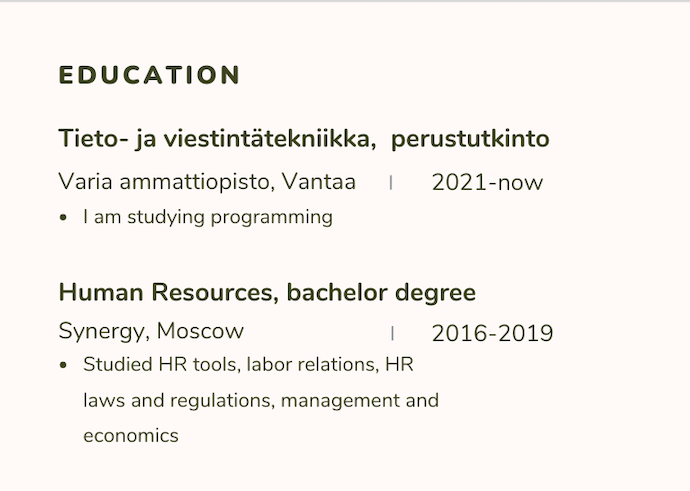 EDUCATION
Tieto- ja viestintätekniikka,  perustutkinto
Varia ammattiopisto, Vantaa | 2021-now
• I am studying programming
Human Resources, bachelor degree
Synergy, Moscow | 2016-2019
• Studied HR tools, labor relations, HR
laws and regulations, management and
economics